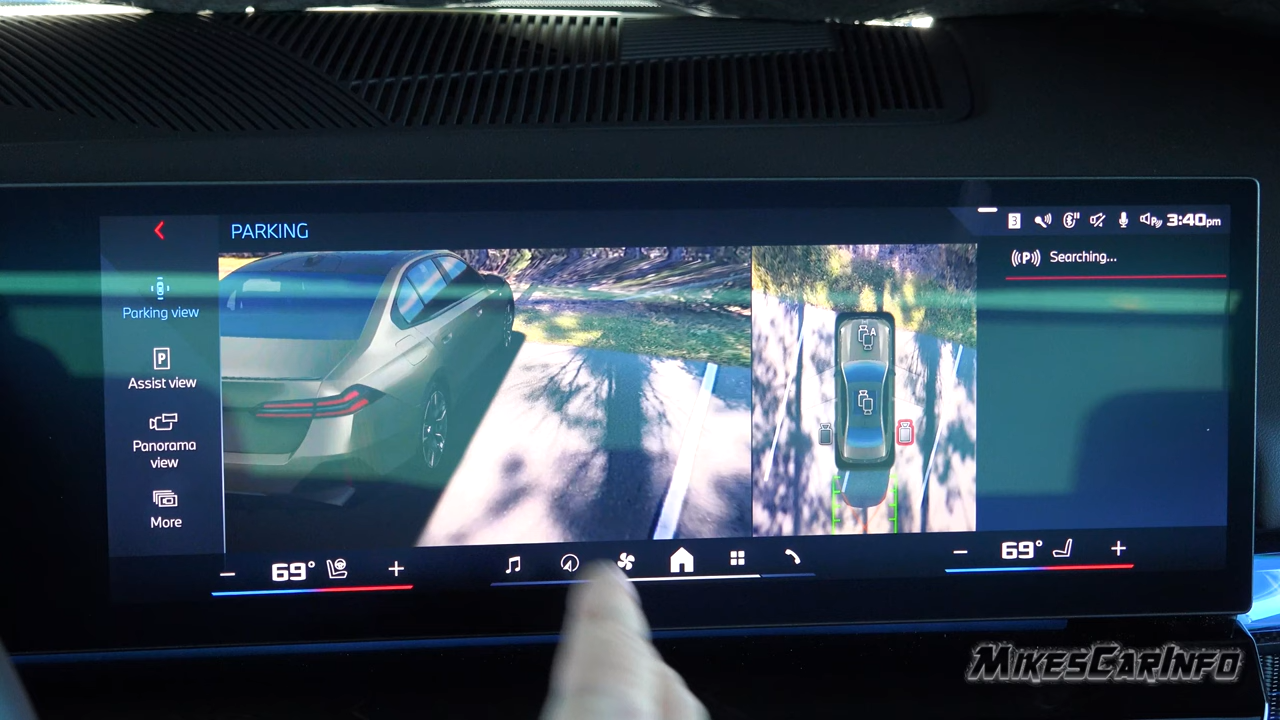 PARKING
3:40pm
((P)) Searching...
Parking view
P
Assist view
Panorama
view
More
A
69°
69°
MIKESCARINFO